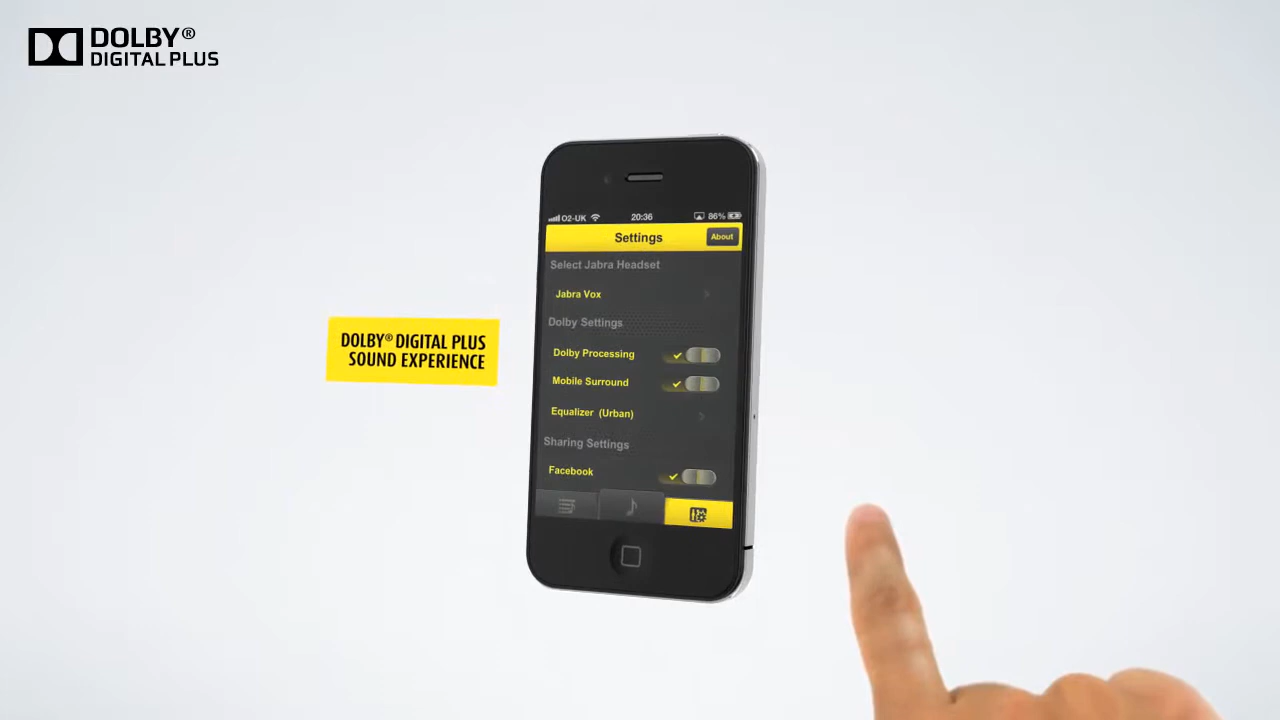 DOLBY®
DIGITAL PLUS
O2-UK 20:36 86%
Settings About
Select Jabra Headset
Jabra Vox
Dolby Settings
Dolby Processing
Mobile Surround
Equalizer (Urban)
Sharing Settings
Facebook
DOLBY® DIGITAL PLUS
SOUND EXPERIENCE